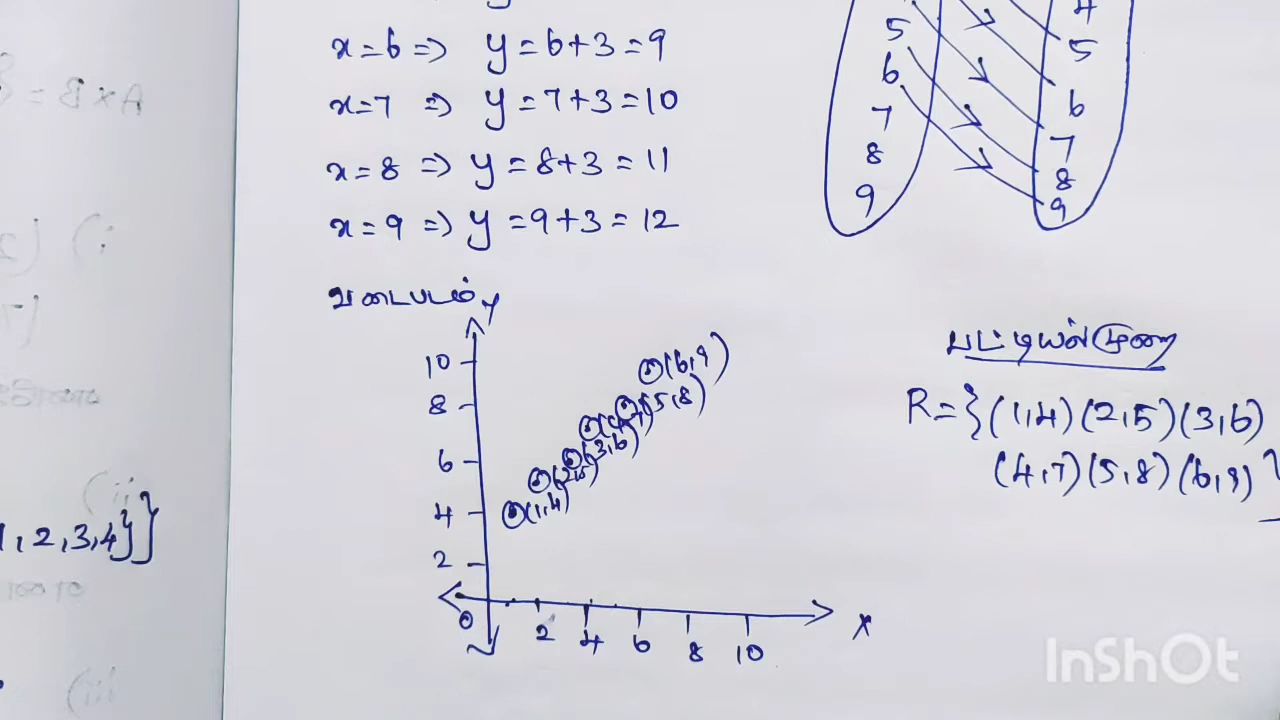 x=6 => y=6+3=9
x=7 => y=7+3=10
x=8 => y=8+3=11
x=9 => y=9+3=12
4
5
6
7
8
9
5
6
7
8
9
வடைபடம்
y
10
8
6
4
2
0
2 4 6 8 10
x
(6,9)
(5,8)
(4,7)
(3,6)
(2,5)
(1,4)
பட்டியல்முறை
R={(1,4)(2,5)(3,6)
(4,7)(5,8)(6,9)}
1,2,3,4}}
A×B=
InShOt